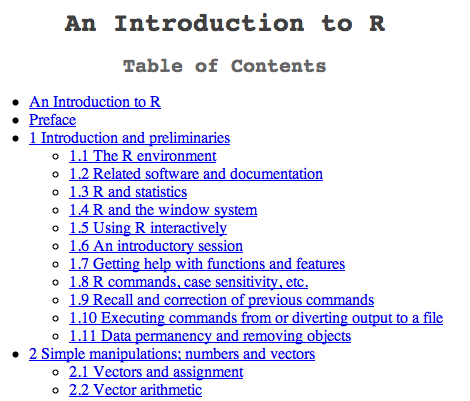 An Introduction to R
Table of Contents
An Introduction to R
Preface
1 Introduction and preliminaries
1.1 The R environment
1.2 Related software and documentation
1.3 R and statistics
1.4 R and the window system
1.5 Using R interactively
1.6 An introductory session
1.7 Getting help with functions and features
1.8 R commands, case sensitivity, etc.
1.9 Recall and correction of previous commands
1.10 Executing commands from or diverting output to a file
1.11 Data permanency and removing objects
2 Simple manipulations; numbers and vectors
2.1 Vectors and assignment
2.2 Vector arithmetic